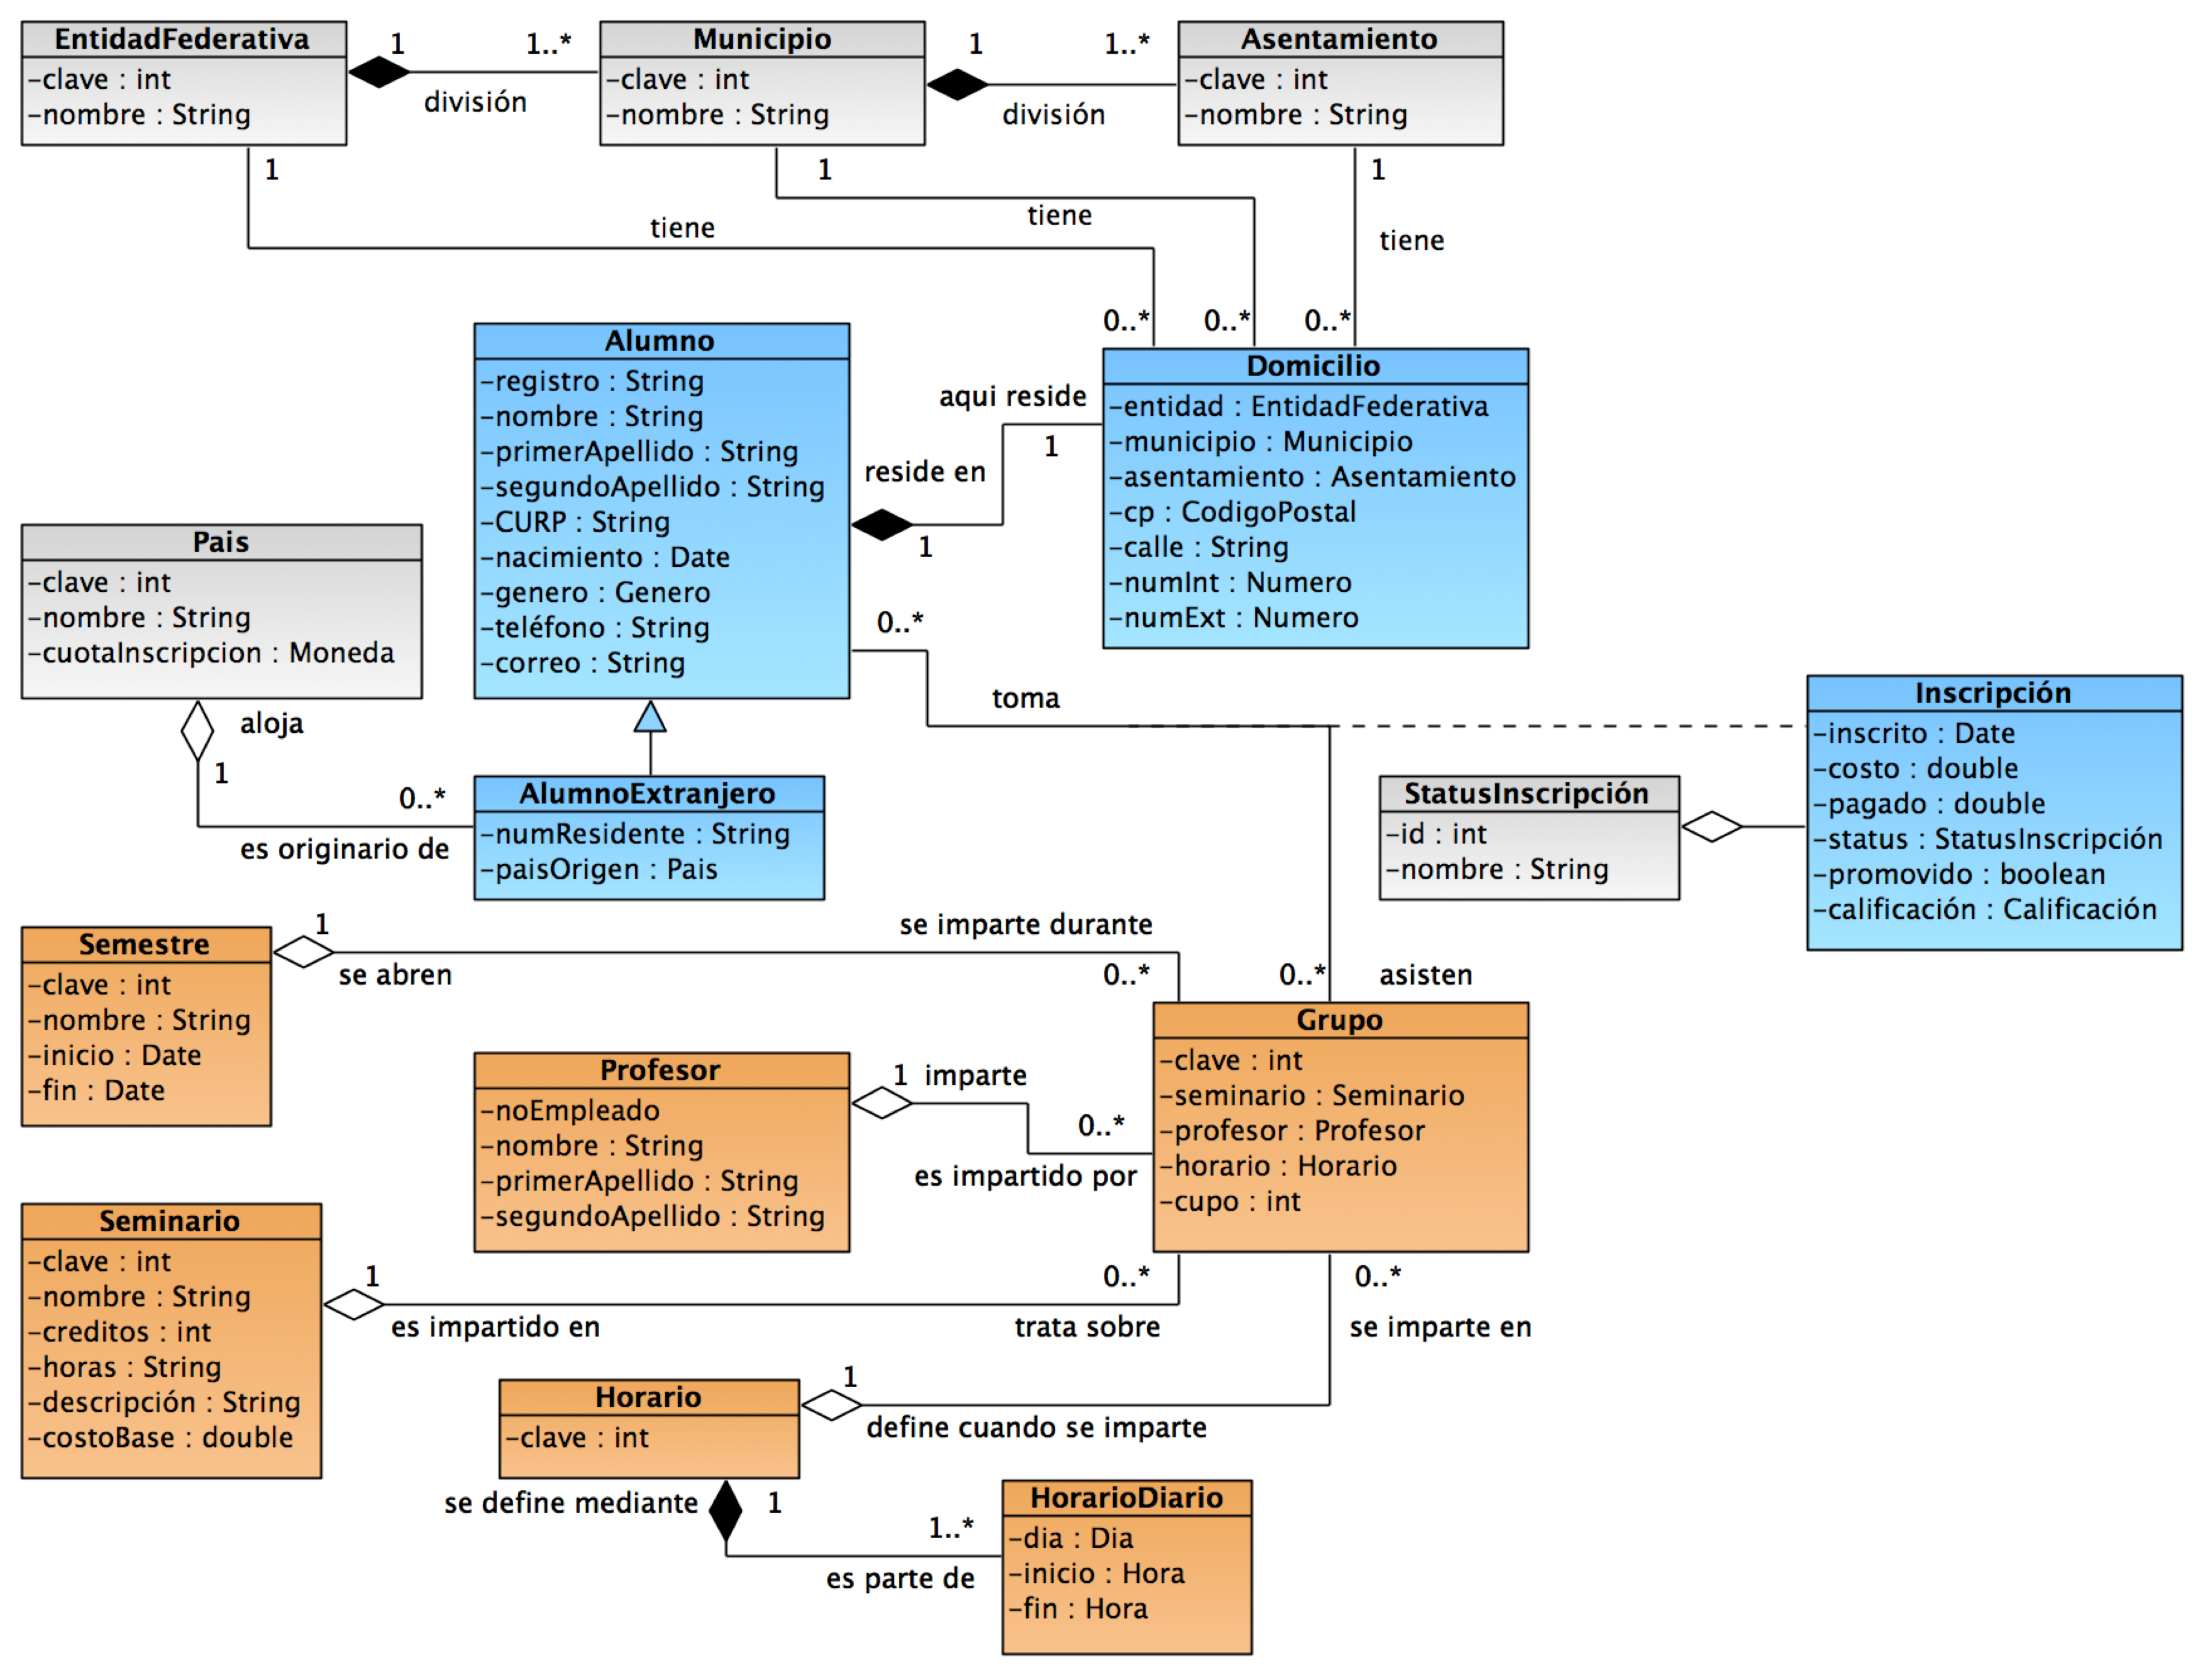 EntidadFederativa
-clave : int
-nombre : String
1
1..*
división
Municipio
-clave : int
-nombre : String
1
1..*
división
Asentamiento
-clave : int
-nombre : String
1
1
1
tiene
tiene
tiene
0..*
0..*
0..*
Alumno
-registro : String
-nombre : String
-primerApellido : String
-segundoApellido : String
-CURP : String
-nacimiento : Date
-genero : Genero
-teléfono : String
-correo : String
aqui reside
1
reside en
1
Domicilio
-entidad : EntidadFederativa
-municipio : Municipio
-asentamiento : Asentamiento
-cp : CodigoPostal
-calle : String
-numInt : Numero
-numExt : Numero
Pais
-clave : int
-nombre : String
-cuotaInscripcion : Moneda
aloja
1
0..*
es originario de
0..*
toma
AlumnoExtranjero
-numResidente : String
-paisOrigen : Pais
StatusInscripción
-id : int
-nombre : String
Inscripción
-inscrito : Date
-costo : double
-pagado : double
-status : StatusInscripción
-promovido : boolean
-calificación : Calificación
Semestre
-clave : int
-nombre : String
-inicio : Date
-fin : Date
1
se abren
se imparte durante
0..*
0..*
asisten
Profesor
-noEmpleado
-nombre : String
-primerApellido : String
-segundoApellido : String
1
imparte
0..*
es impartido por
Grupo
-clave : int
-seminario : Seminario
-profesor : Profesor
-horario : Horario
-cupo : int
Seminario
-clave : int
-nombre : String
-creditos : int
-horas : String
-descripción : String
-costoBase : double
1
es impartido en
0..*
trata sobre
0..*
se imparte en
Horario
-clave : int
1
define cuando se imparte
se define mediante
1
1..*
es parte de
HorarioDiario
-dia : Dia
-inicio : Hora
-fin : Hora